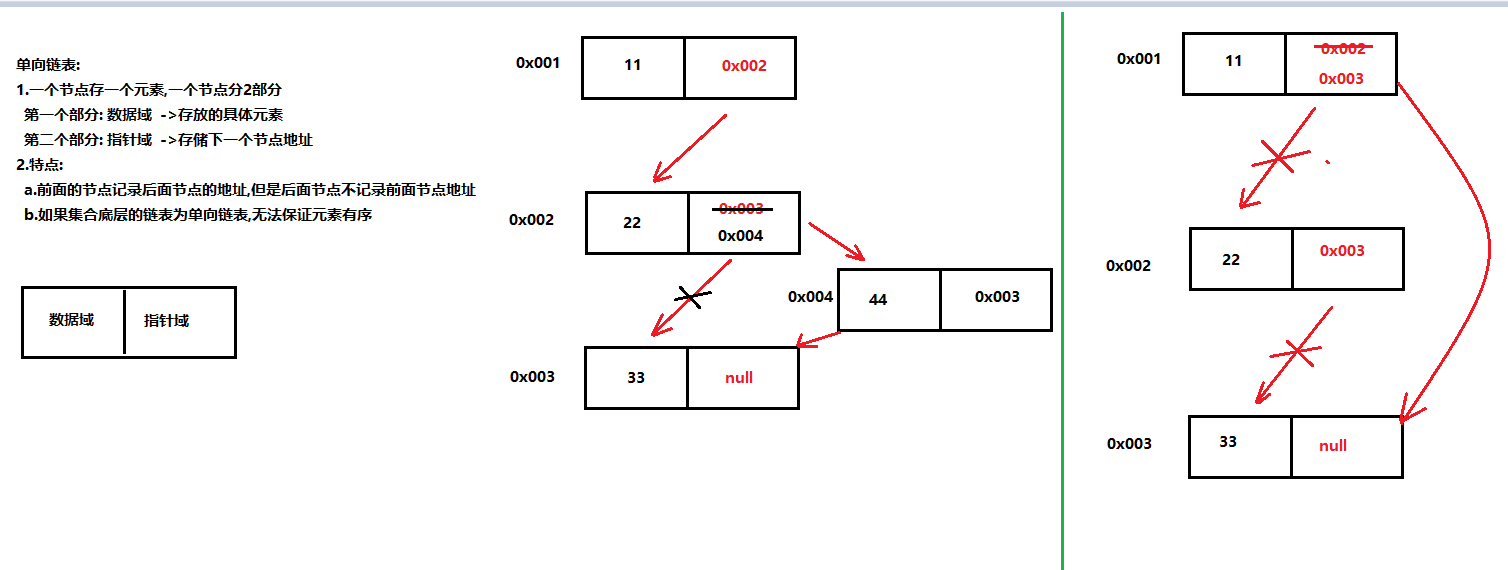 单向链表:
1.一个节点存一个元素,一个节点分2部分
第一个部分: 数据域 ->存放的具体元素
第二个部分: 指针域 ->存储下一个节点地址
2.特点:
a.前面的节点记录后面节点的地址,但是后面节点不记录前面节点地址
b.如果集合底层的链表为单向链表,无法保证元素有序
数据域 指针域
0x001 11 0x002
0x002 22 0x003
0x004
0x004 44 0x003
0x003 33 null
0x001 11 0x002
0x003
0x002 22 0x003
0x003 33 null